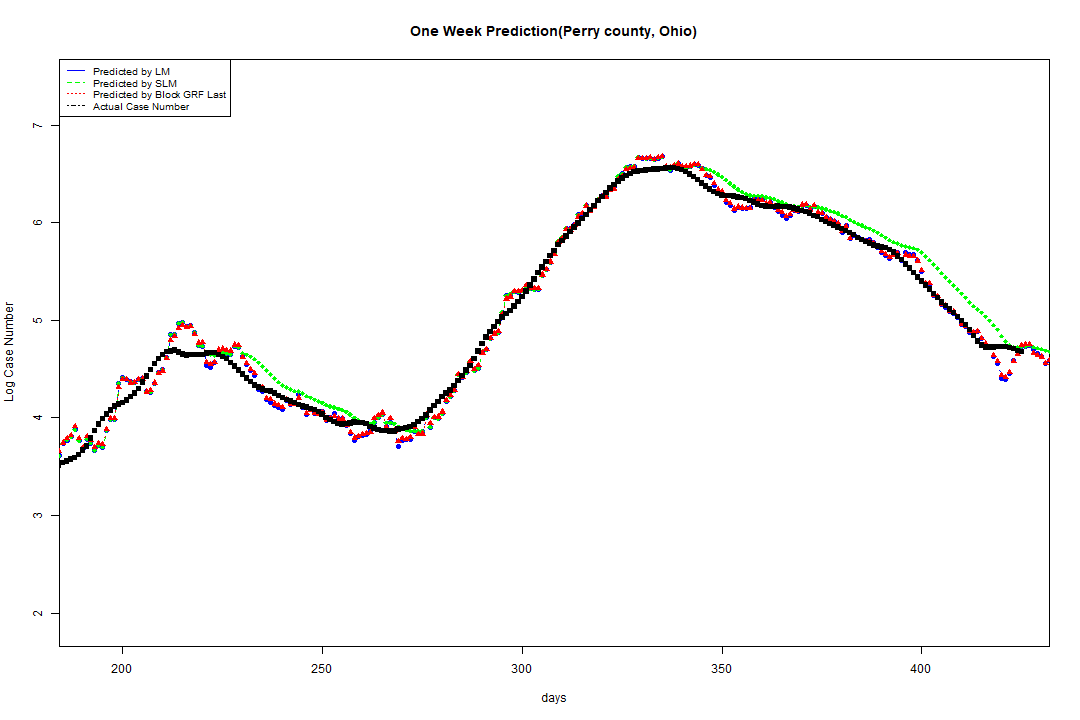 One Week Prediction(Perry county, Ohio)
Predicted by LM
Predicted by SLM
Predicted by Block GRF Last
Actual Case Number
Log Case Number
7
6
5
4
3
2
200 250 300 350 400
days